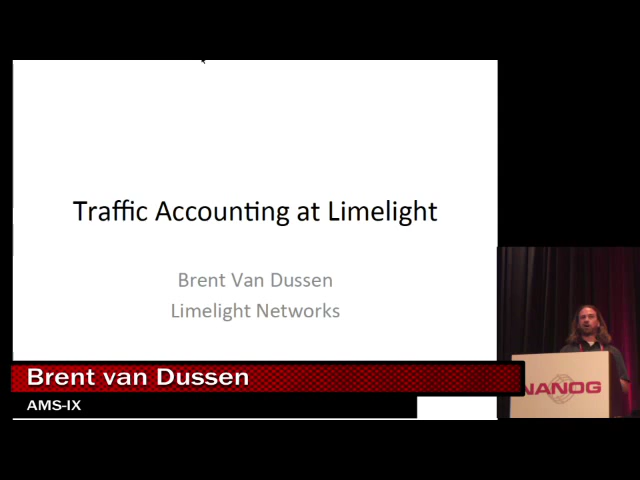 Traffic Accounting at Limelight
Brent Van Dussen
Limelight Networks
Brent van Dussen
AMS-IX
NANOG